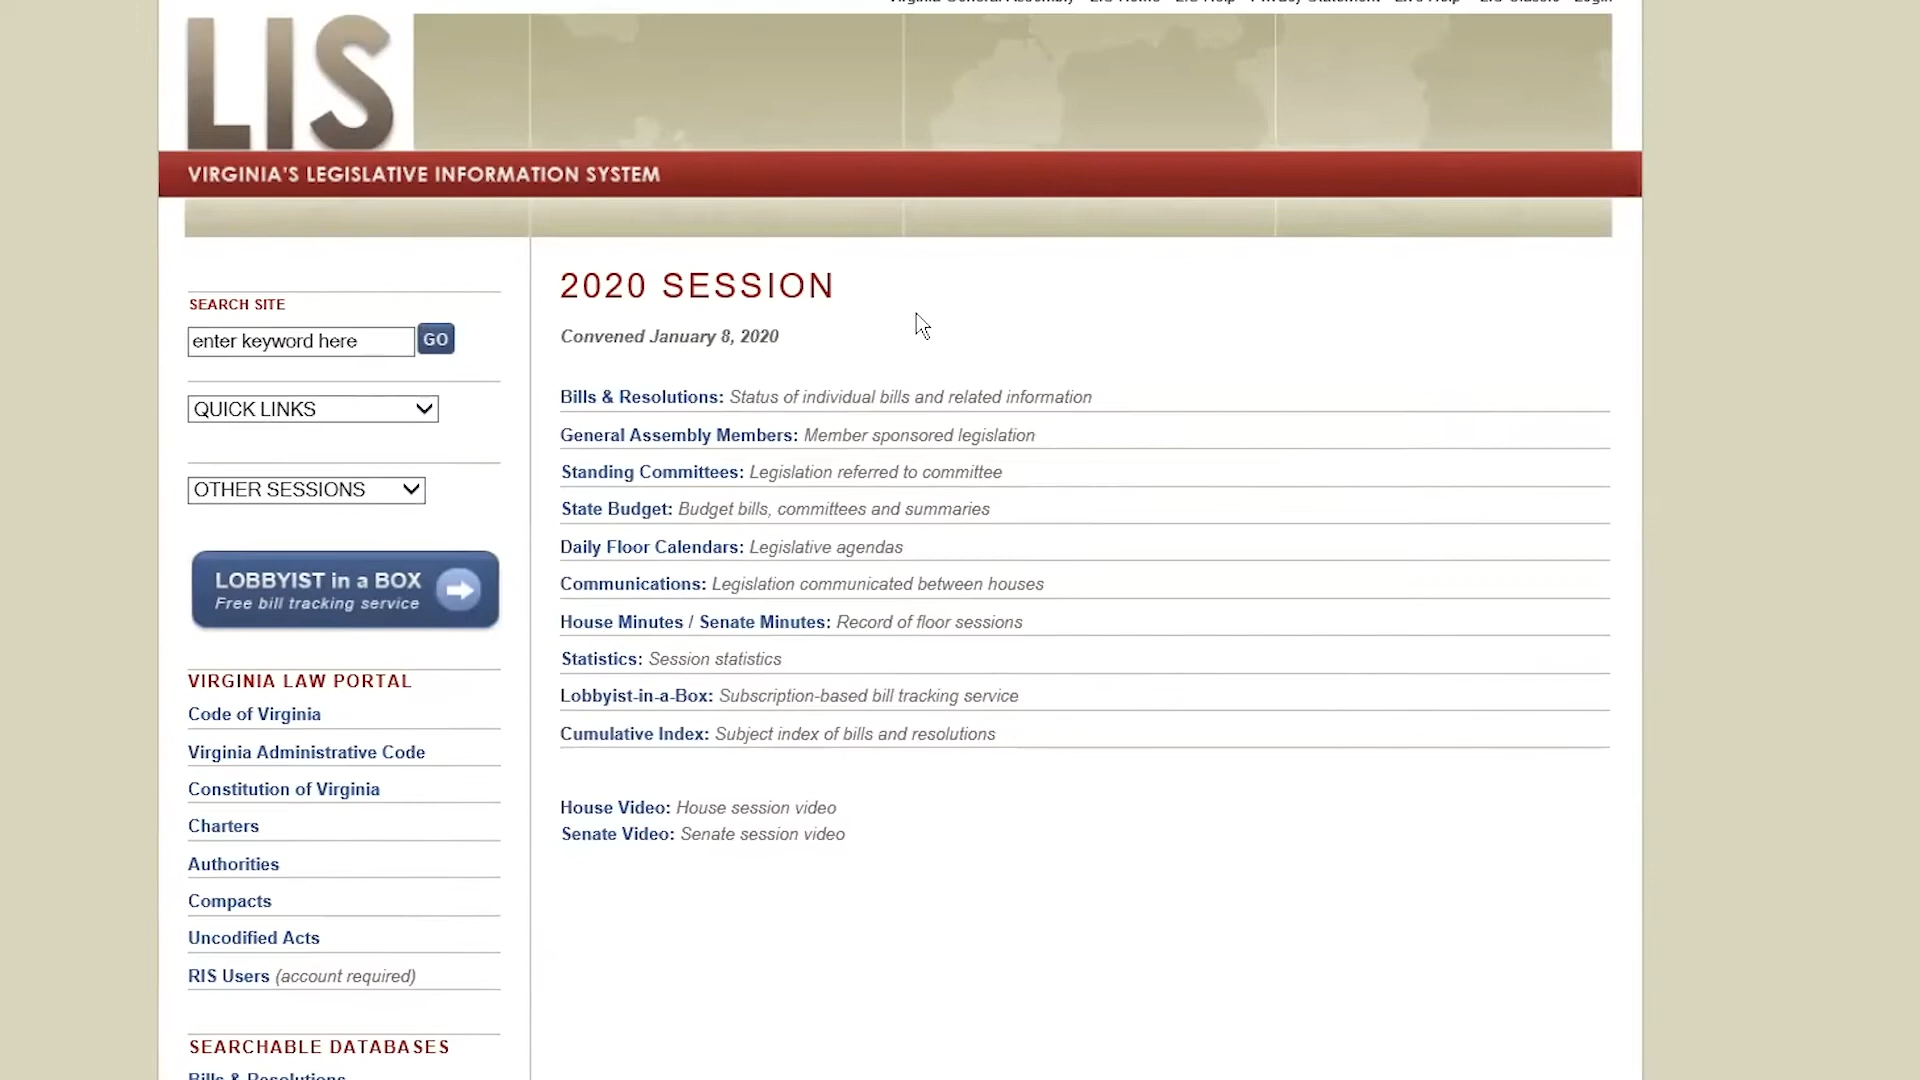 LIS
VIRGINIA'S LEGISLATIVE INFORMATION SYSTEM
SEARCH SITE
enter keyword here GO
QUICK LINKS
OTHER SESSIONS
LOBBYIST in a BOX
Free bill tracking service
VIRGINIA LAW PORTAL
Code of Virginia
Virginia Administrative Code
Constitution of Virginia
Charters
Authorities
Compacts
Uncodified Acts
RIS Users (account required)
SEARCHABLE DATABASES
Bills & Resolutions
2020 SESSION
Convened January 8, 2020
Bills & Resolutions: Status of individual bills and related information
General Assembly Members: Member sponsored legislation
Standing Committees: Legislation referred to committee
State Budget: Budget bills, committees and summaries
Daily Floor Calendars: Legislative agendas
Communications: Legislation communicated between houses
House Minutes / Senate Minutes: Record of floor sessions
Statistics: Session statistics
Lobbyist-in-a-Box: Subscription-based bill tracking service
Cumulative Index: Subject index of bills and resolutions
House Video: House session video
Senate Video: Senate session video